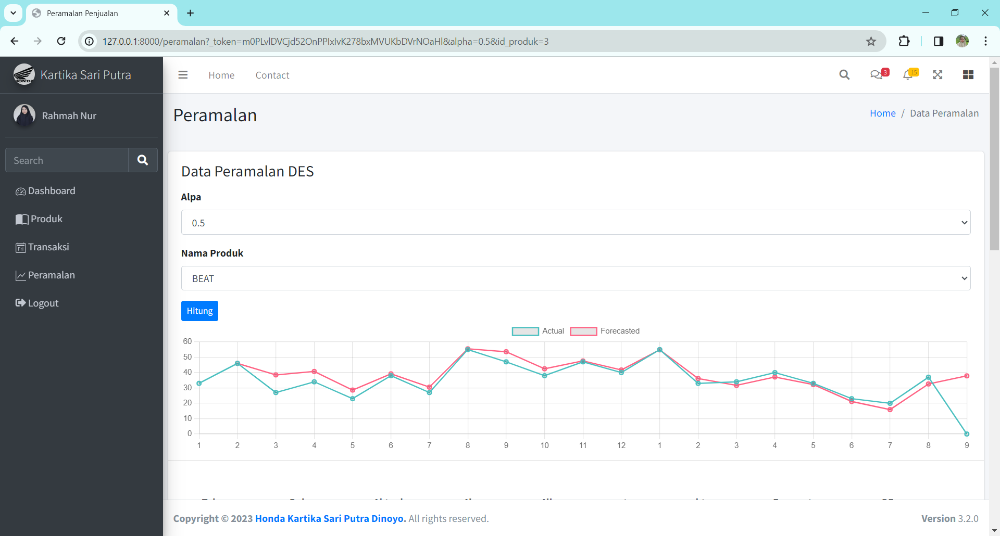 Peramalan Penjualan
127.0.0.1:8000/peramalan?_token=m0PLvlDVCjd52OnPPIxIvK278bxMVUKbDVrNOaHl&alpha=0.5&id_produk=3
HONDA
Kartika Sari Putra
Home
Contact
3
15
Rahmah Nur
Search
Dashboard
Produk
Fri
Transaksi
Peramalan
Logout
Peramalan
Home / Data Peramalan
Data Peramalan DES
Alpa
0.5
Nama Produk
BEAT
Hitung
Actual
Forecasted
60
50
40
30
20
10
0
1 2 3 4 5 6 7 8 9 10 11 12 1 2 3 4 5 6 7 8 9
Copyright © 2023 Honda Kartika Sari Putra Dinoyo. All rights reserved.
Version 3.2.0